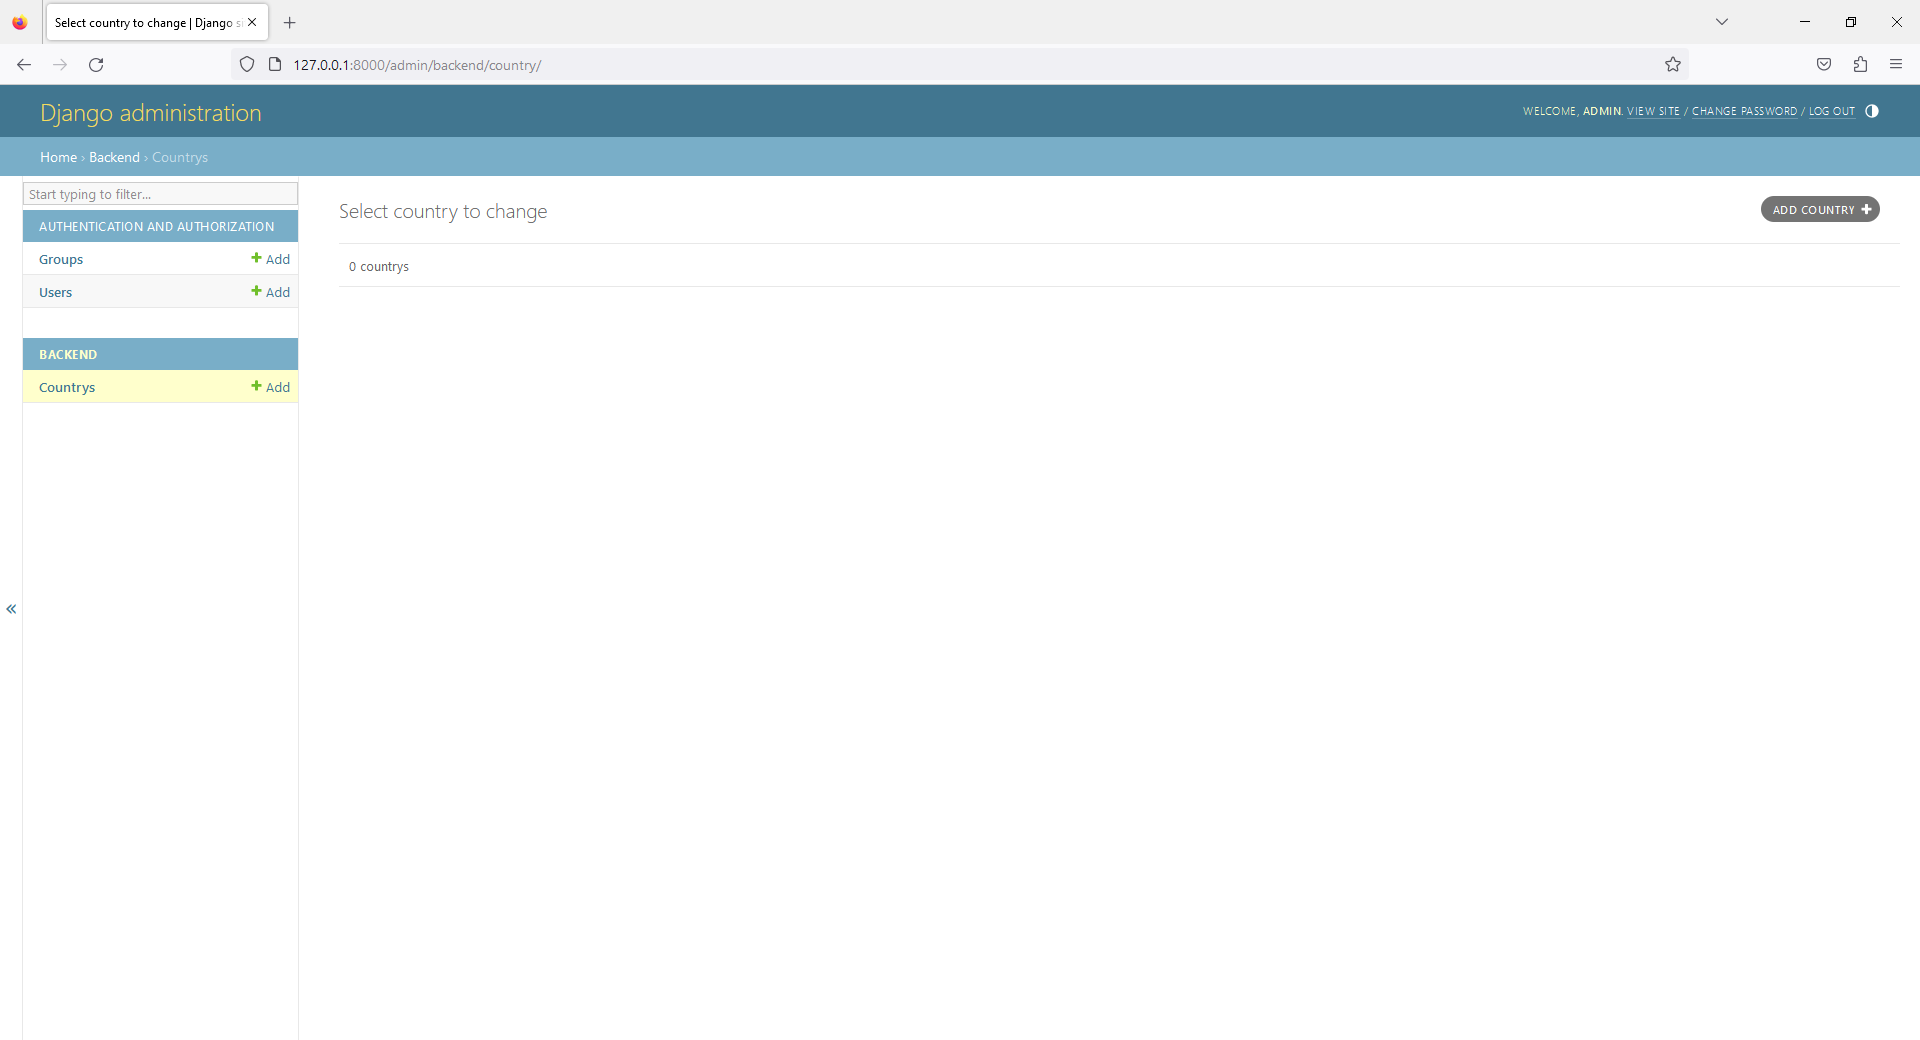 Select country to change | Django s
127.0.0.1:8000/admin/backend/country/
Django administration
WELCOME, ADMIN. VIEW SITE / CHANGE PASSWORD / LOG OUT
Home › Backend › Countrys
Start typing to filter...
AUTHENTICATION AND AUTHORIZATION
Groups + Add
Users + Add
BACKEND
Countrys + Add
«
Select country to change
ADD COUNTRY +
0 countrys